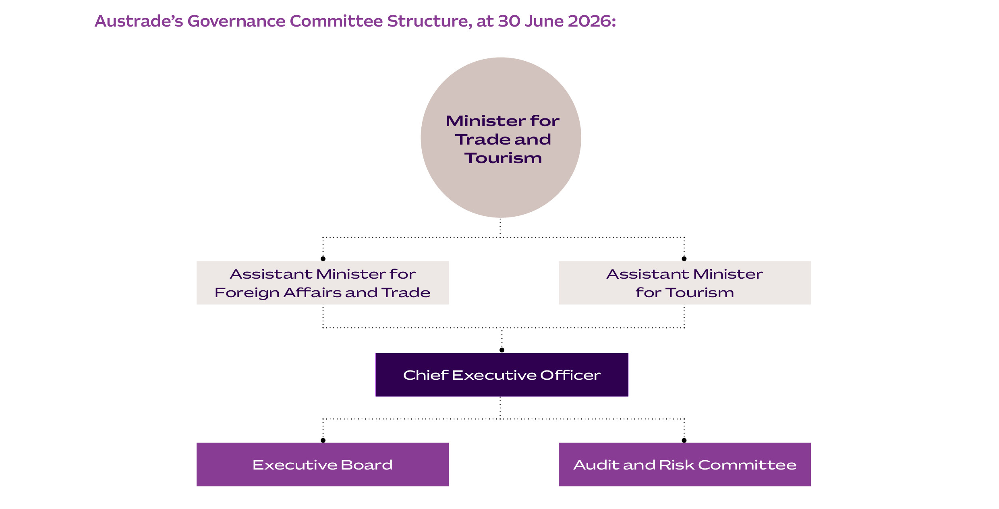 Austrade’s Governance Committee Structure, at 30 June 2026:
Minister for
Trade and
Tourism
Assistant Minister for
Foreign Affairs and Trade
Assistant Minister
for Tourism
Chief Executive Officer
Executive Board
Audit and Risk Committee